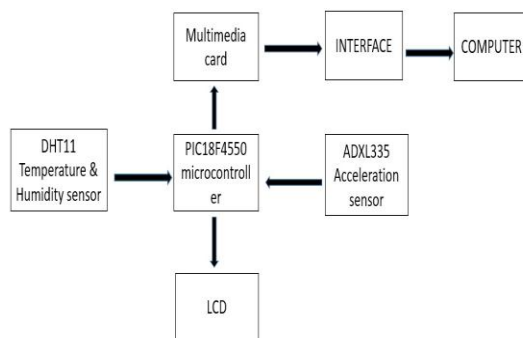 Multimedia
card
INTERFACE
COMPUTER
DHT11
Temperature &
Humidity sensor
PIC18F4550
microcontroll
er
ADXL335
Acceleration
sensor
LCD